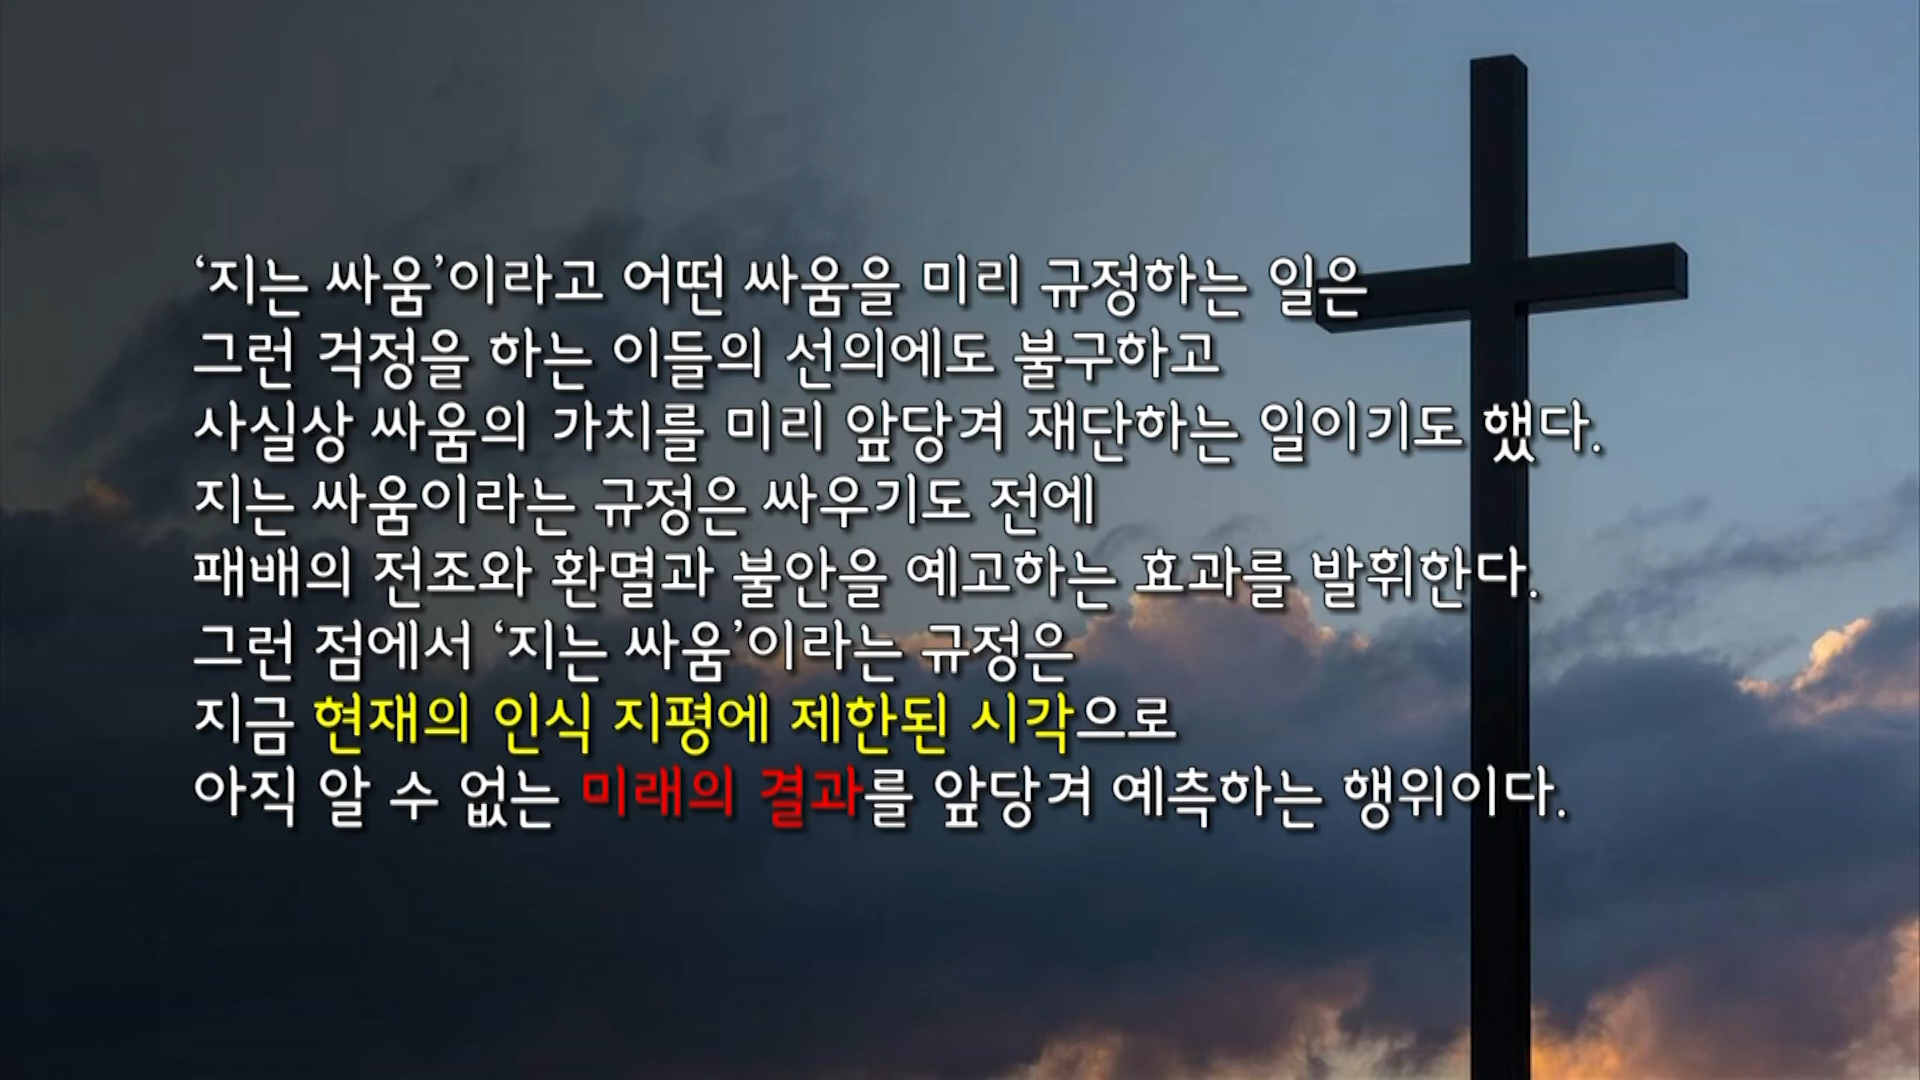 ‘지는 싸움’이라고 어떤 싸움을 미리 규정하는 일은
그런 걱정을 하는 이들의 선의에도 불구하고
사실상 싸움의 가치를 미리 앞당겨 재단하는 일이기도 했다.
지는 싸움이라는 규정은 싸우기도 전에
패배의 전조와 환멸과 불안을 예고하는 효과를 발휘한다.
그런 점에서 ‘지는 싸움’이라는 규정은
지금 현재의 인식 지평에 제한된 시각으로
아직 알 수 없는 미래의 결과를 앞당겨 예측하는 행위이다.